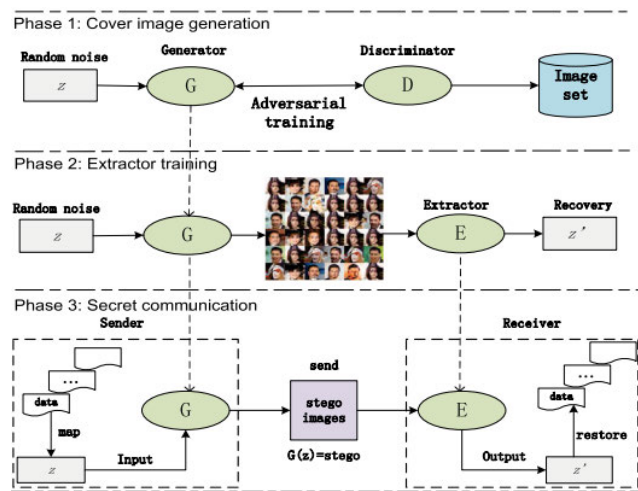 Phase 1: Cover image generation
Generator
Discriminator
Random noise
z
G
D
Image
set
Adversarial
training
Phase 2: Extractor training
Random noise
Extractor
Recovery
z
G
E
z'
Phase 3: Secret communication
Sender
Receiver
send
...
...
data
data
G
stego
images
E
map
restore
G(z)=stego
Input
Output
z
z'